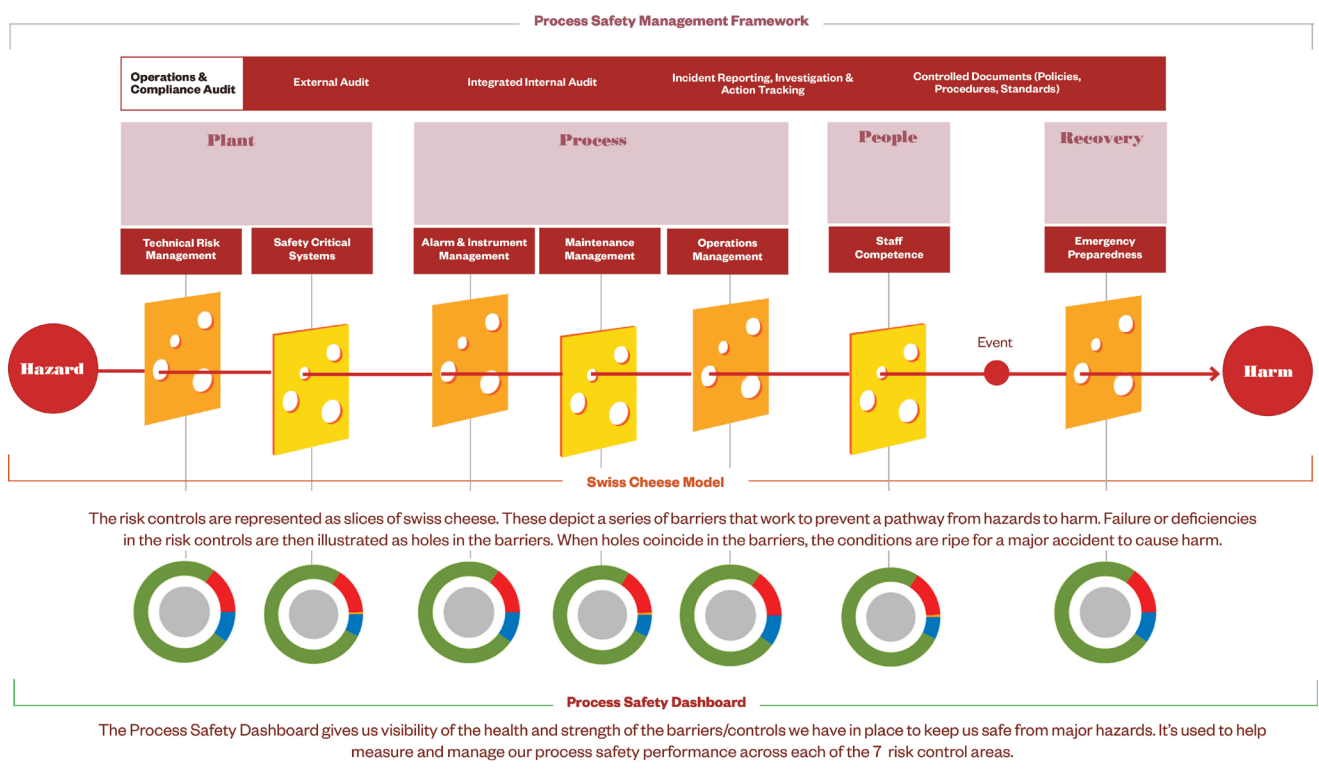 Process Safety Management Framework
Operations &
Compliance Audit
External Audit
Integrated Internal Audit
Incident Reporting, Investigation &
Action Tracking
Controlled Documents (Policies,
Procedures, Standards)
Plant
Process
People
Recovery
Technical Risk
Management
Safety Critical
Systems
Alarm & Instrument
Management
Maintenance
Management
Operations
Management
Staff
Competence
Emergency
Preparedness
Hazard
Event
Harm
Swiss Cheese Model
The risk controls are represented as slices of swiss cheese. These depict a series of barriers that work to prevent a pathway from hazards to harm. Failure or deficiencies
in the risk controls are then illustrated as holes in the barriers. When holes coincide in the barriers, the conditions are ripe for a major accident to cause harm.
Process Safety Dashboard
The Process Safety Dashboard gives us visibility of the health and strength of the barriers/controls we have in place to keep us safe from major hazards. It's used to help
measure and manage our process safety performance across each of the 7 risk control areas.